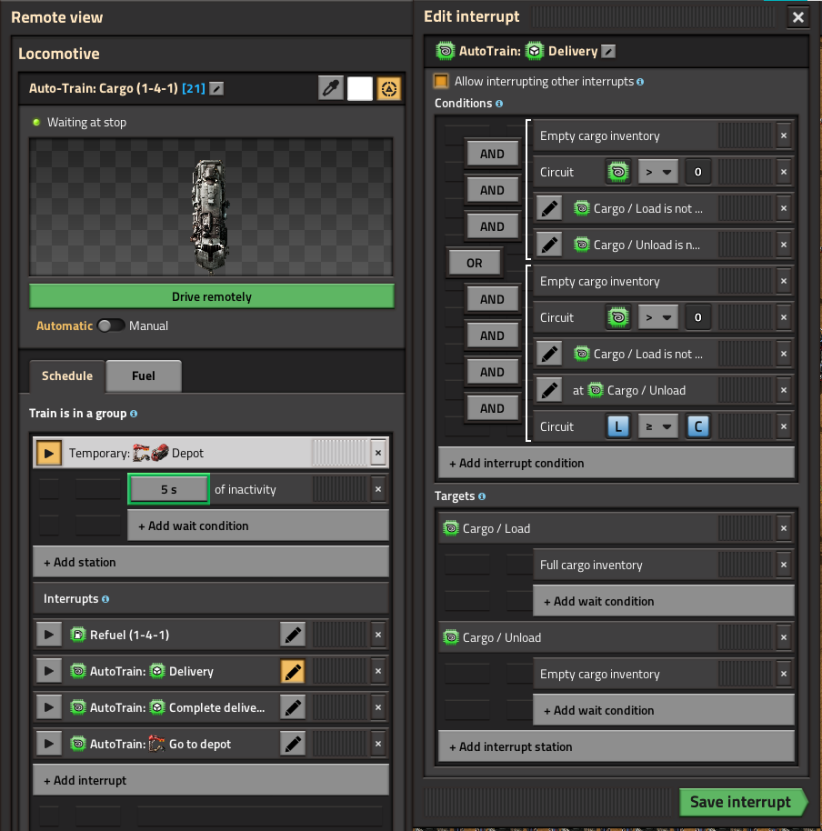 Remote view
Locomotive
Auto-Train: Cargo (1-4-1) [21]
Waiting at stop
Drive remotely
Automatic Manual
Schedule Fuel
Train is in a group
Temporary: Depot
5 s of inactivity
+ Add wait condition
+ Add station
Interrupts
Refuel (1-4-1)
AutoTrain: Delivery
AutoTrain: Complete delive...
AutoTrain: Go to depot
+ Add interrupt
Edit interrupt
AutoTrain: Delivery
Allow interrupting other interrupts
Conditions
Empty cargo inventory
AND
Circuit > 0
AND
Cargo / Load is not ...
AND
Cargo / Unload is n...
OR
Empty cargo inventory
AND
Circuit > 0
AND
Cargo / Load is not ...
AND
at Cargo / Unload
AND
Circuit L ≥ C
+ Add interrupt condition
Targets
Cargo / Load
Full cargo inventory
+ Add wait condition
Cargo / Unload
Empty cargo inventory
+ Add wait condition
+ Add interrupt station
Save interrupt